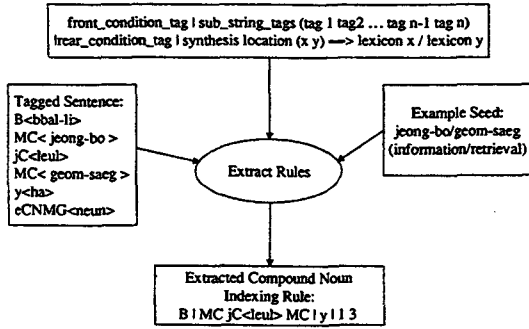 front_condition_tag | sub_string_tags (tag 1 tag2 ... tag n-1 tag n)
|rear_condition_tag | synthesis location (x y) —> lexicon x / lexicon y
Tagged Sentence:
B<bbal-li>
MC< jeong-bo >
jC<leul>
MC< geom-saeg >
y<ha>
eCNMG<neun>
Example Seed:
jeong-bo/geom-saeg
(information/retrieval)
Extract Rules
Extracted Compound Noun
Indexing Rule:
B | MC jC<leul> MC | y | 1 3